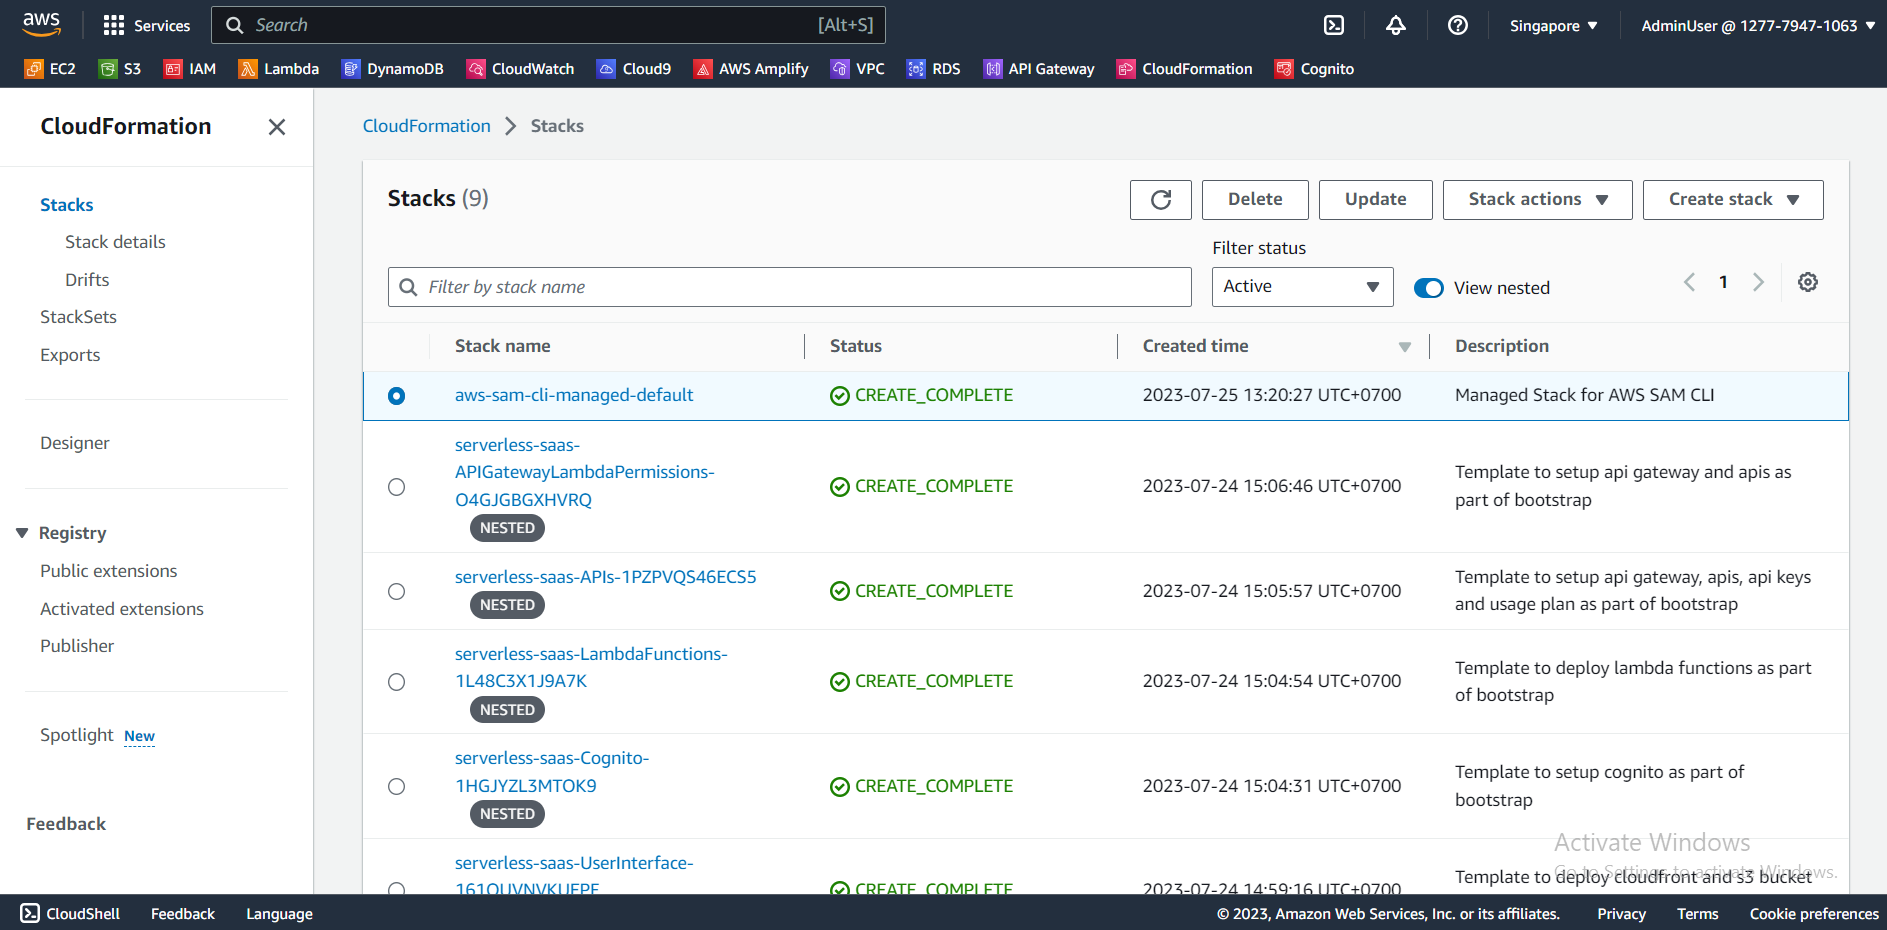 aws
Services
Search
[Alt+S]
Singapore
AdminUser @ 1277-7947-1063
EC2
S3
IAM
Lambda
DynamoDB
CloudWatch
Cloud9
AWS Amplify
VPC
RDS
API Gateway
CloudFormation
Cognito
CloudFormation
Stacks
Stack details
Drifts
StackSets
Exports
Designer
Registry
Public extensions
Activated extensions
Publisher
Spotlight New
Feedback
CloudFormation
Stacks
Stacks (9)
Delete
Update
Stack actions
Create stack
Filter status
Filter by stack name
Active
View nested
1
Stack name
Status
Created time
Description
aws-sam-cli-managed-default
CREATE_COMPLETE
2023-07-25 13:20:27 UTC+0700
Managed Stack for AWS SAM CLI
serverless-saas-
APIGatewayLambdaPermissions-
O4GJGBGXHVRQ
NESTED
CREATE_COMPLETE
2023-07-24 15:06:46 UTC+0700
Template to setup api gateway and apis as
part of bootstrap
serverless-saas-APIs-1PZPVQS46ECS5
NESTED
CREATE_COMPLETE
2023-07-24 15:05:57 UTC+0700
Template to setup api gateway, apis, api keys
and usage plan as part of bootstrap
serverless-saas-LambdaFunctions-
1L48C3X1J9A7K
NESTED
CREATE_COMPLETE
2023-07-24 15:04:54 UTC+0700
Template to deploy lambda functions as part
of bootstrap
serverless-saas-Cognito-
1HGJYZL3MTOK9
NESTED
CREATE_COMPLETE
2023-07-24 15:04:31 UTC+0700
Template to setup cognito as part of
bootstrap
serverless-saas-UserInterface-
CREATE_COMPLETE
2023-07-24 14:59:16 UTC+0700
Template to deploy cloudfront and s3 bucket
Activate Windows
Go to Settings to activate Windows.
CloudShell
Feedback
Language
© 2023, Amazon Web Services, Inc. or its affiliates.
Privacy
Terms
Cookie preferences